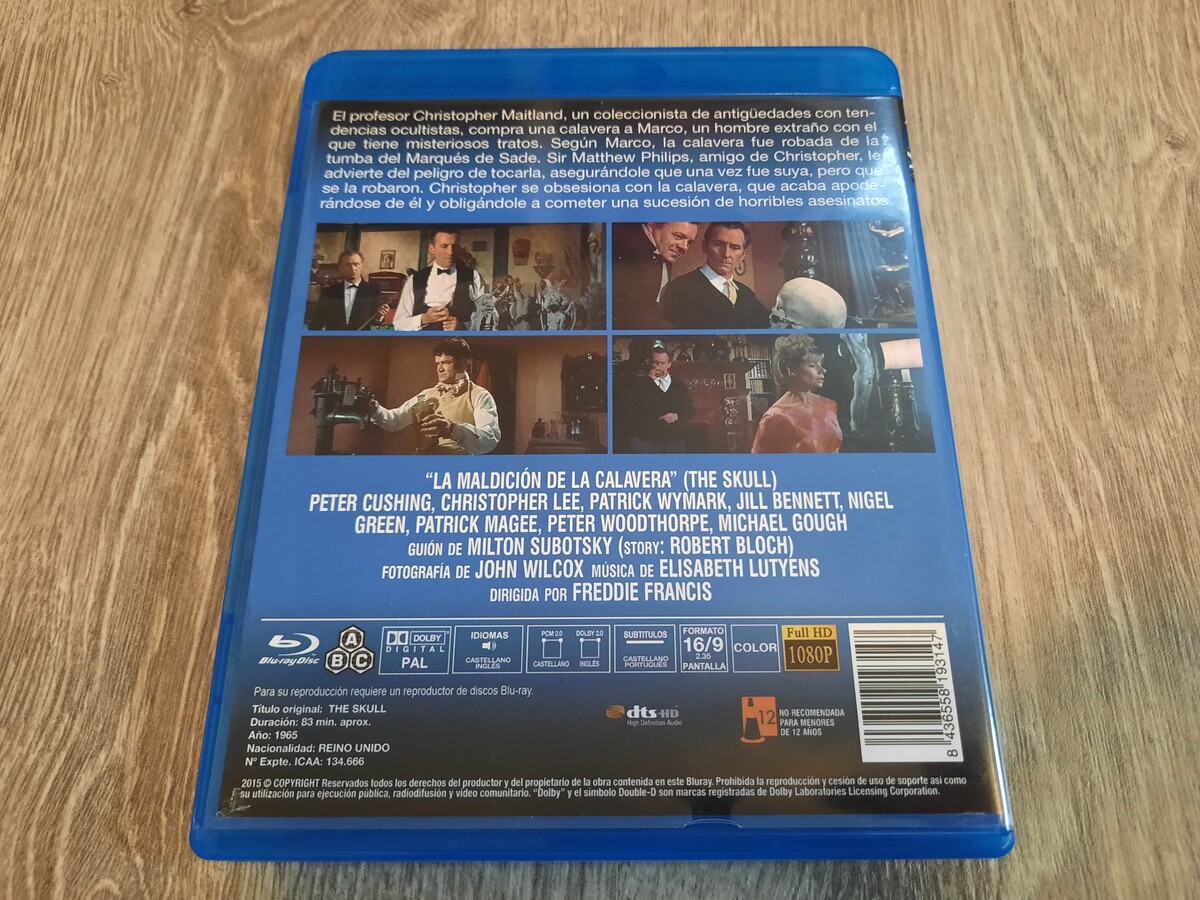 El profesor Christopher Maitland, un coleccionista de antigüedades con ten-
dencias ocultistas, compra una calavera a Marco, un hombre extraño con el
que tiene misteriosos tratos. Según Marco, la calavera fue robada de la
tumba del Marqués de Sade. Sir Matthew Philips, amigo de Christopher, le
advierte del peligro de tocarla, asegurándole que una vez fue suya, pero que
se la robaron. Christopher se obsesiona con la calavera, que acaba apode-
rándose de él y obligándole a cometer una sucesión de horribles asesinatos.
“LA MALDICIÓN DE LA CALAVERA” (THE SKULL)
PETER CUSHING, CHRISTOPHER LEE, PATRICK WYMARK, JILL BENNETT, NIGEL
GREEN, PATRICK MAGEE, PETER WOODTHORPE, MICHAEL GOUGH
GUIÓN DE MILTON SUBOTSKY (STORY: ROBERT BLOCH)
FOTOGRAFÍA DE JOHN WILCOX MÚSICA DE ELISABETH LUTYENS
DIRIGIDA POR FREDDIE FRANCIS
Blu-ray Disc
A
B C
DOLBY
DIGITAL
PAL
IDIOMAS
CASTELLANO
INGLÉS
PCM 2.0 DOLBY 2.0
CASTELLANO INGLÉS
SUBTITULOS
CASTELLANO
PORTUGUÉS
FORMATO
16/9
2.35
PANTALLA
COLOR
Full HD
1080P
Para su reproducción requiere un reproductor de discos Blu-ray.
Título original: THE SKULL
Duración: 83 min. aprox.
Año: 1965
Nacionalidad: REINO UNIDO
Nº Expte. ICAA: 134.666
dts-HD
High Definition Audio
12
NO RECOMENDADA
PARA MENORES
DE 12 AÑOS
8 436558 193147
2015 © COPYRIGHT Reservados todos los derechos del productor y del propietario de la obra contenida en este Bluray. Prohibida la reproducción y cesión de uso de soporte así como
su utilización para ejecución pública, radiodifusión y vídeo comunitario. “Dolby” y el símbolo Double-D son marcas registradas de Dolby Laboratories Licensing Corporation.